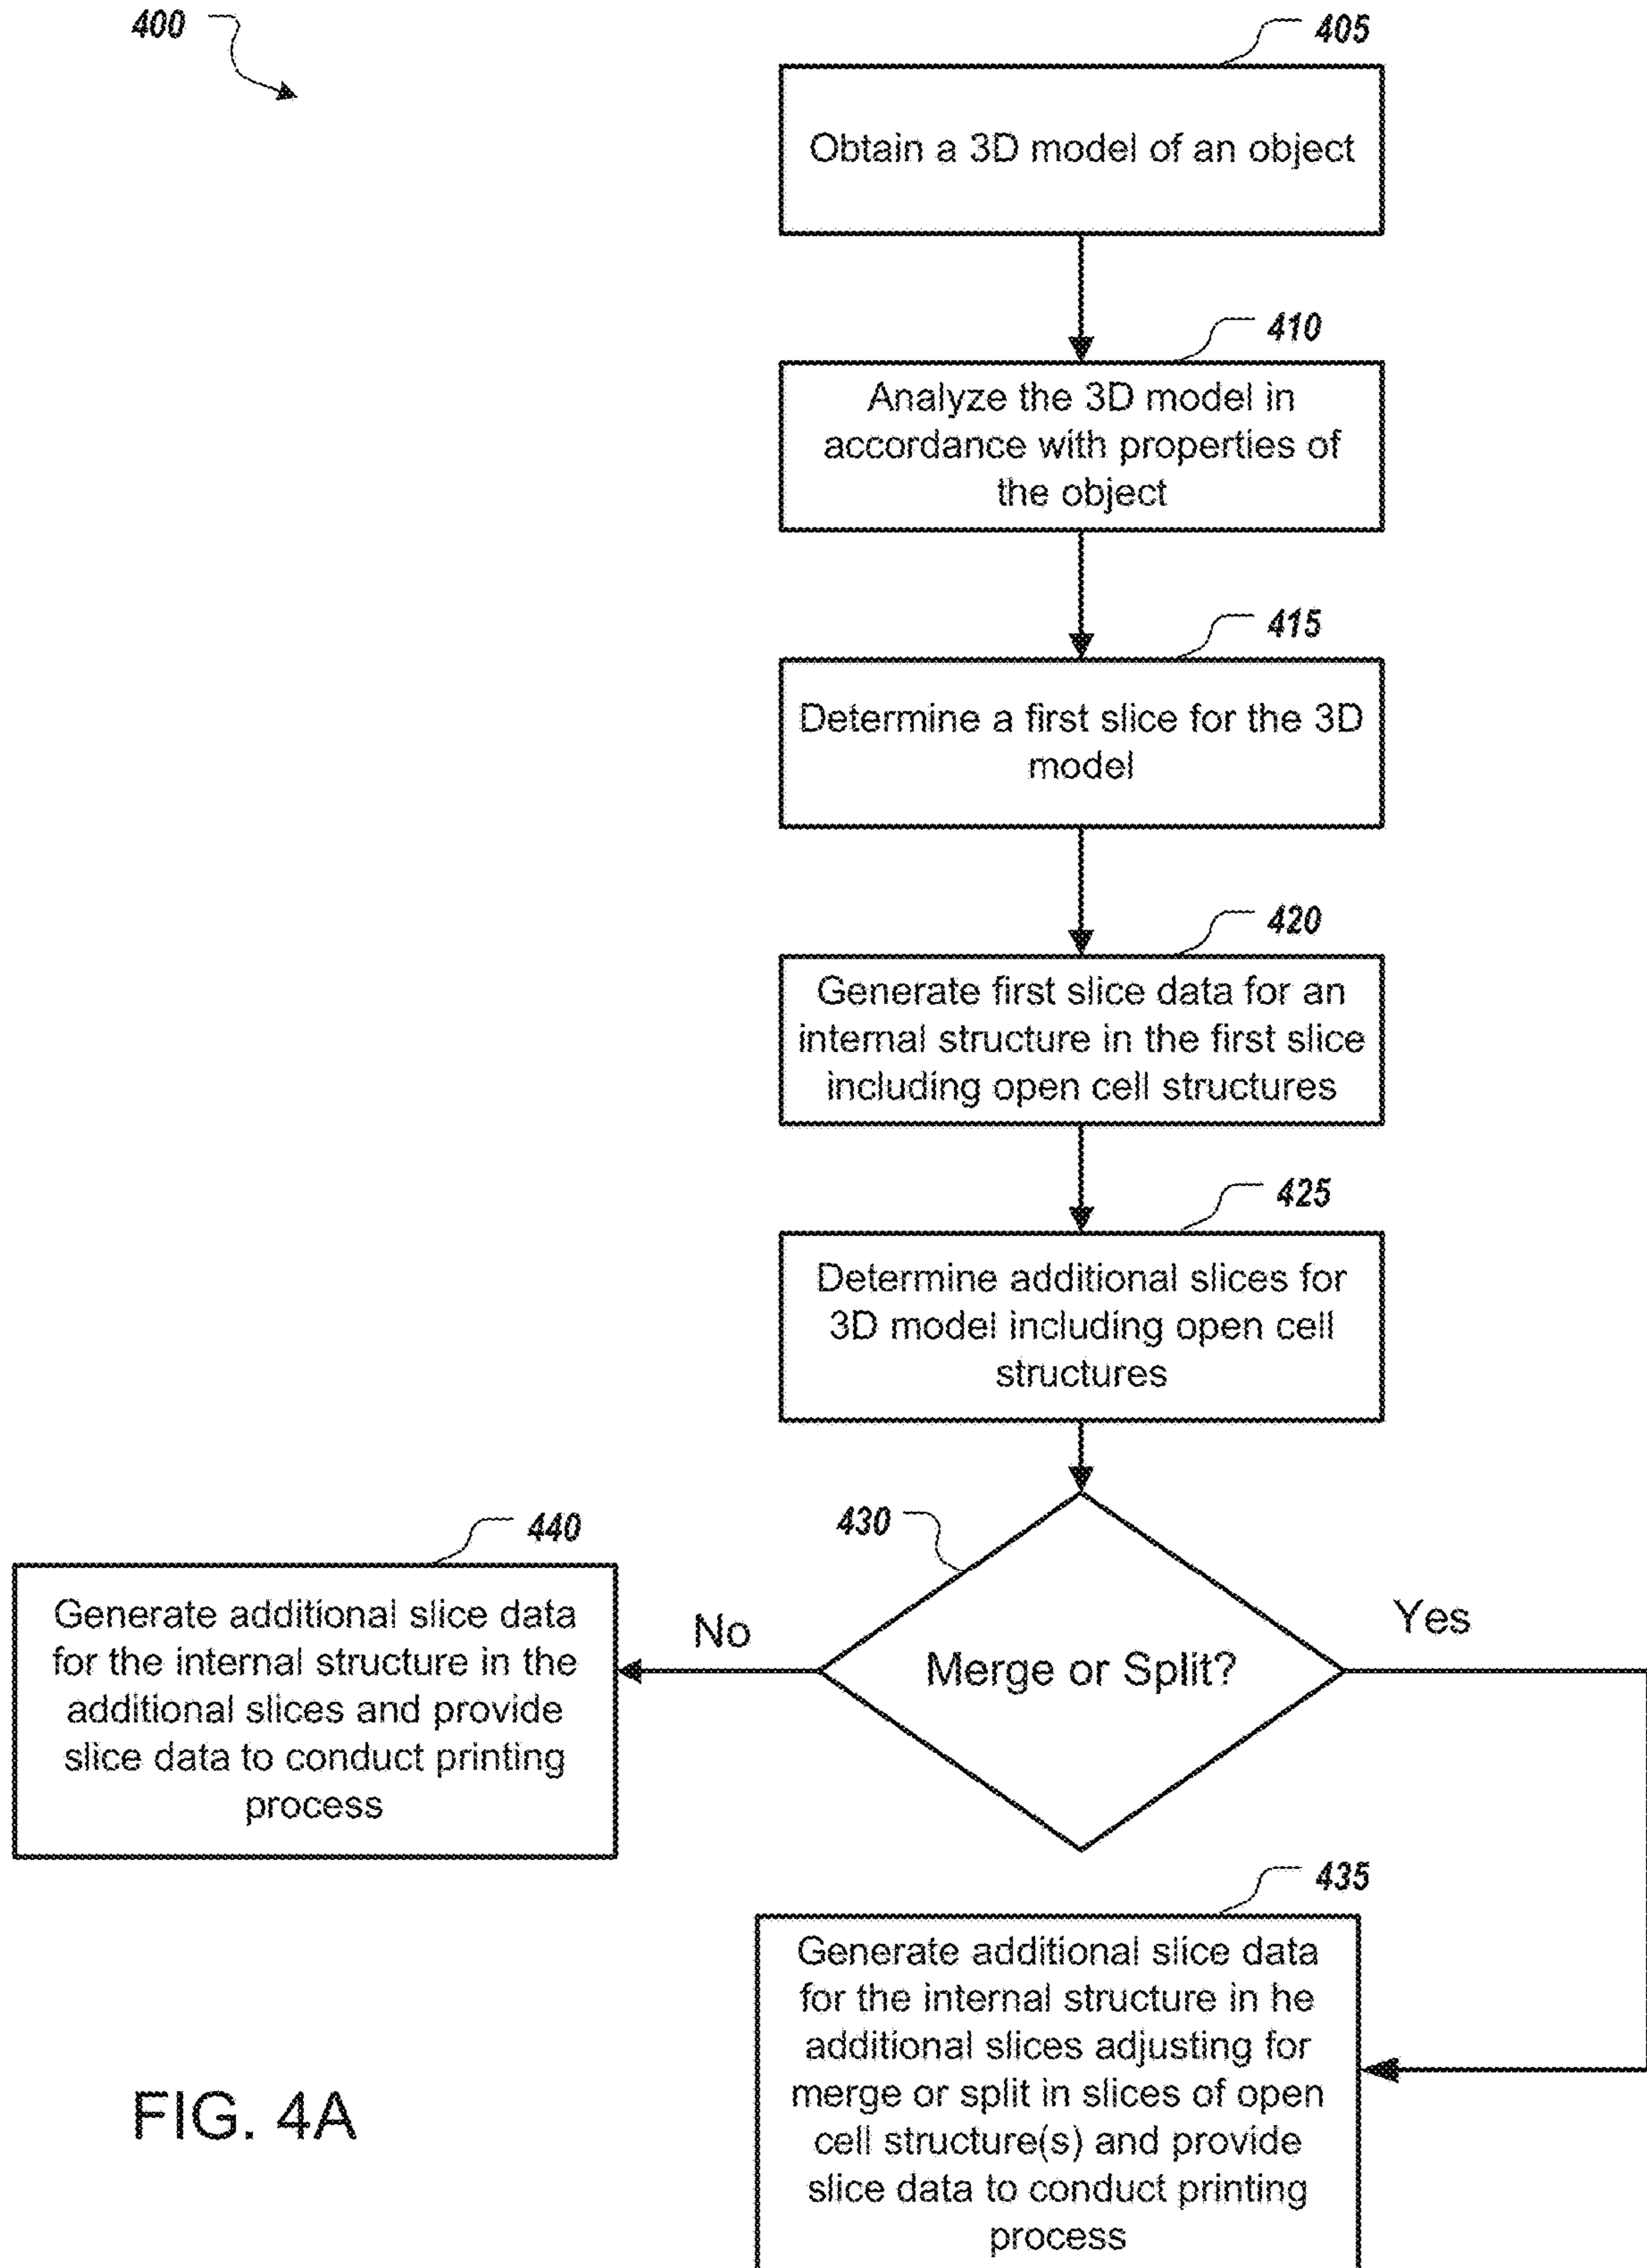 400
405
Obtain a 3D model of an object
410
Analyze the 3D model in
accordance with properties of
the object
415
Determine a first slice for the 3D
model
420
Generate first slice data for an
internal structure in the first slice
including open cell structures
425
Determine additional slices for
3D model including open cell
structures
430
Merge or Split?
No
Yes
440
Generate additional slice data
for the internal structure in the
additional slices and provide
slice data to conduct printing
process
435
Generate additional slice data
for the internal structure in he
additional slices adjusting for
merge or split in slices of open
cell structure(s) and provide
slice data to conduct printing
process
FIG. 4A